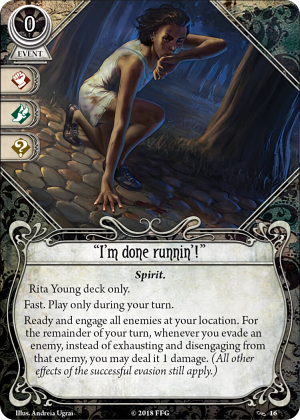 0
EVENT
?
"I'm done runnin'!"
Spirit.
Rita Young deck only.
Fast. Play only during your turn.
Ready and engage all enemies at your location. For
the remainder of your turn, whenever you evade an
enemy, instead of exhausting and disengaging from
that enemy, you may deal it 1 damage. (All other
effects of the successful evasion still apply.)
Illus. Andreia Ugrai
© 2018 FFG
16